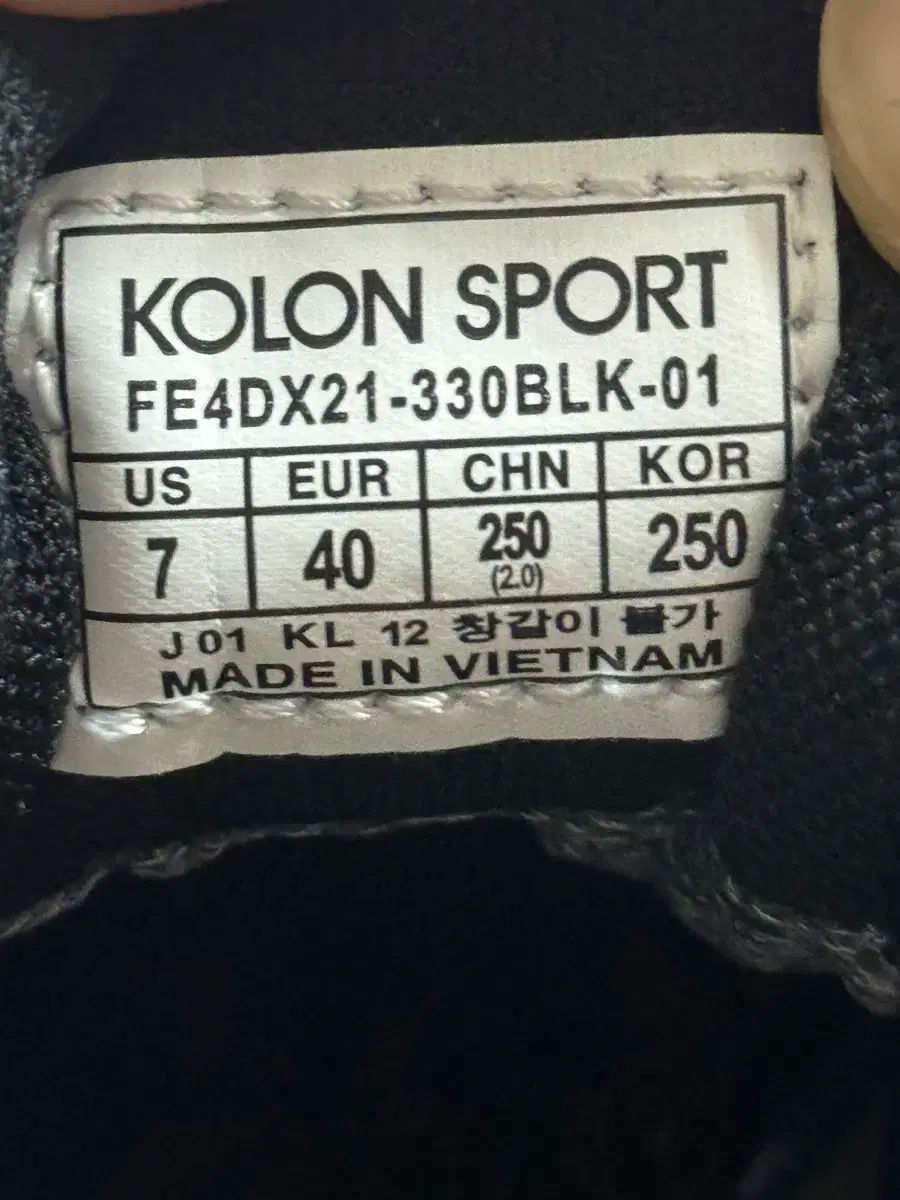 KOLON SPORT
FE4DX21-330BLK-01
US EUR CHN KOR
7 40 250 250
(2.0)
J 01 KL 12 창갈이 불가
MADE IN VIETNAM